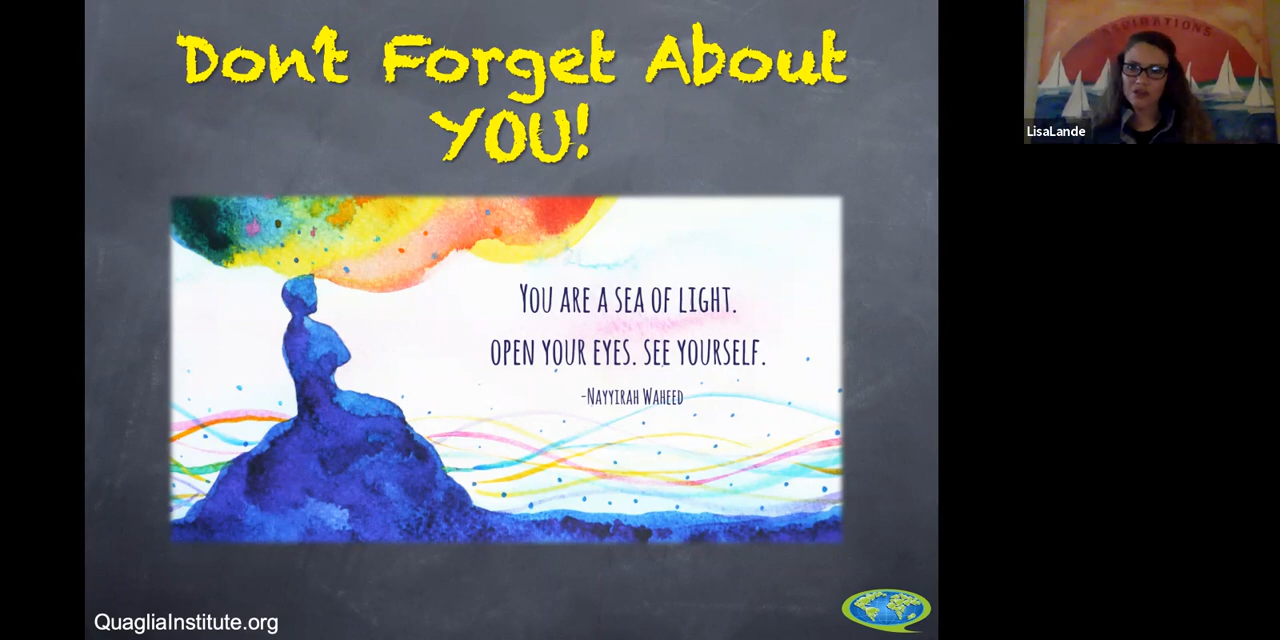 Don't Forget About
YOU!
You are a sea of light.
open your eyes. see yourself.
-Nayyirah Waheed
QuagliaInstitute.org
ASPIRATIONS
LisaLande